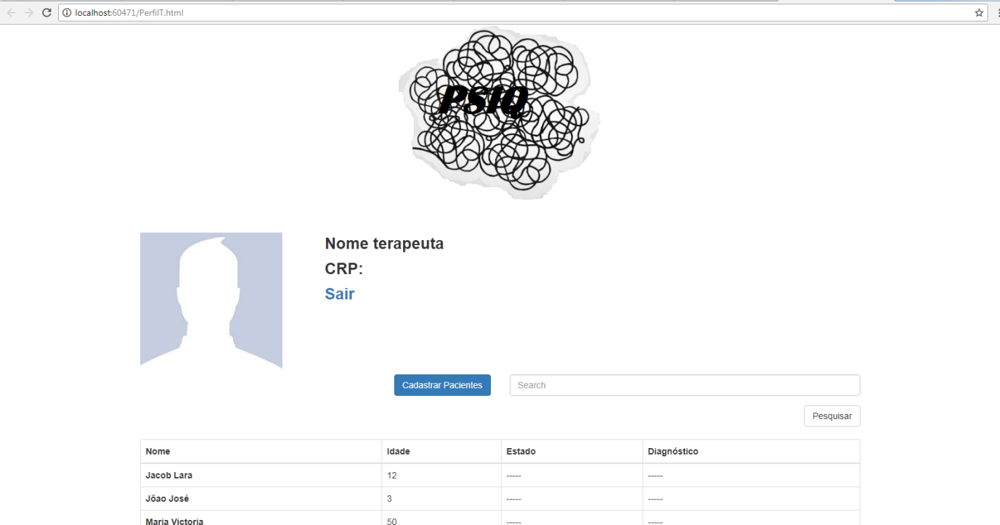 localhost:60471/PerfilT.html
PSIQ
Nome terapeuta
CRP:
Sair
Cadastrar Pacientes Search
Pesquisar
Nome Idade Estado Diagnóstico
Jacob Lara 12 ----- -----
Jõao José 3 ----- -----
Maria Victoria 50 ----- -----